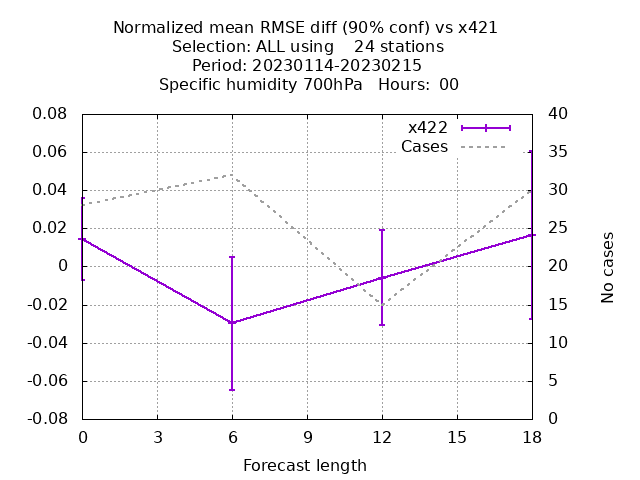 Normalized mean RMSE diff (90% conf) vs x421
Selection: ALL using    24 stations
Period: 20230114-20230215
Specific humidity 700hPa   Hours:  00
x422
Cases
0.08
0.06
0.04
0.02
0
-0.02
-0.04
-0.06
-0.08
40
35
30
25
20
15
10
5
0
No cases
0 3 6 9 12 15 18
Forecast length